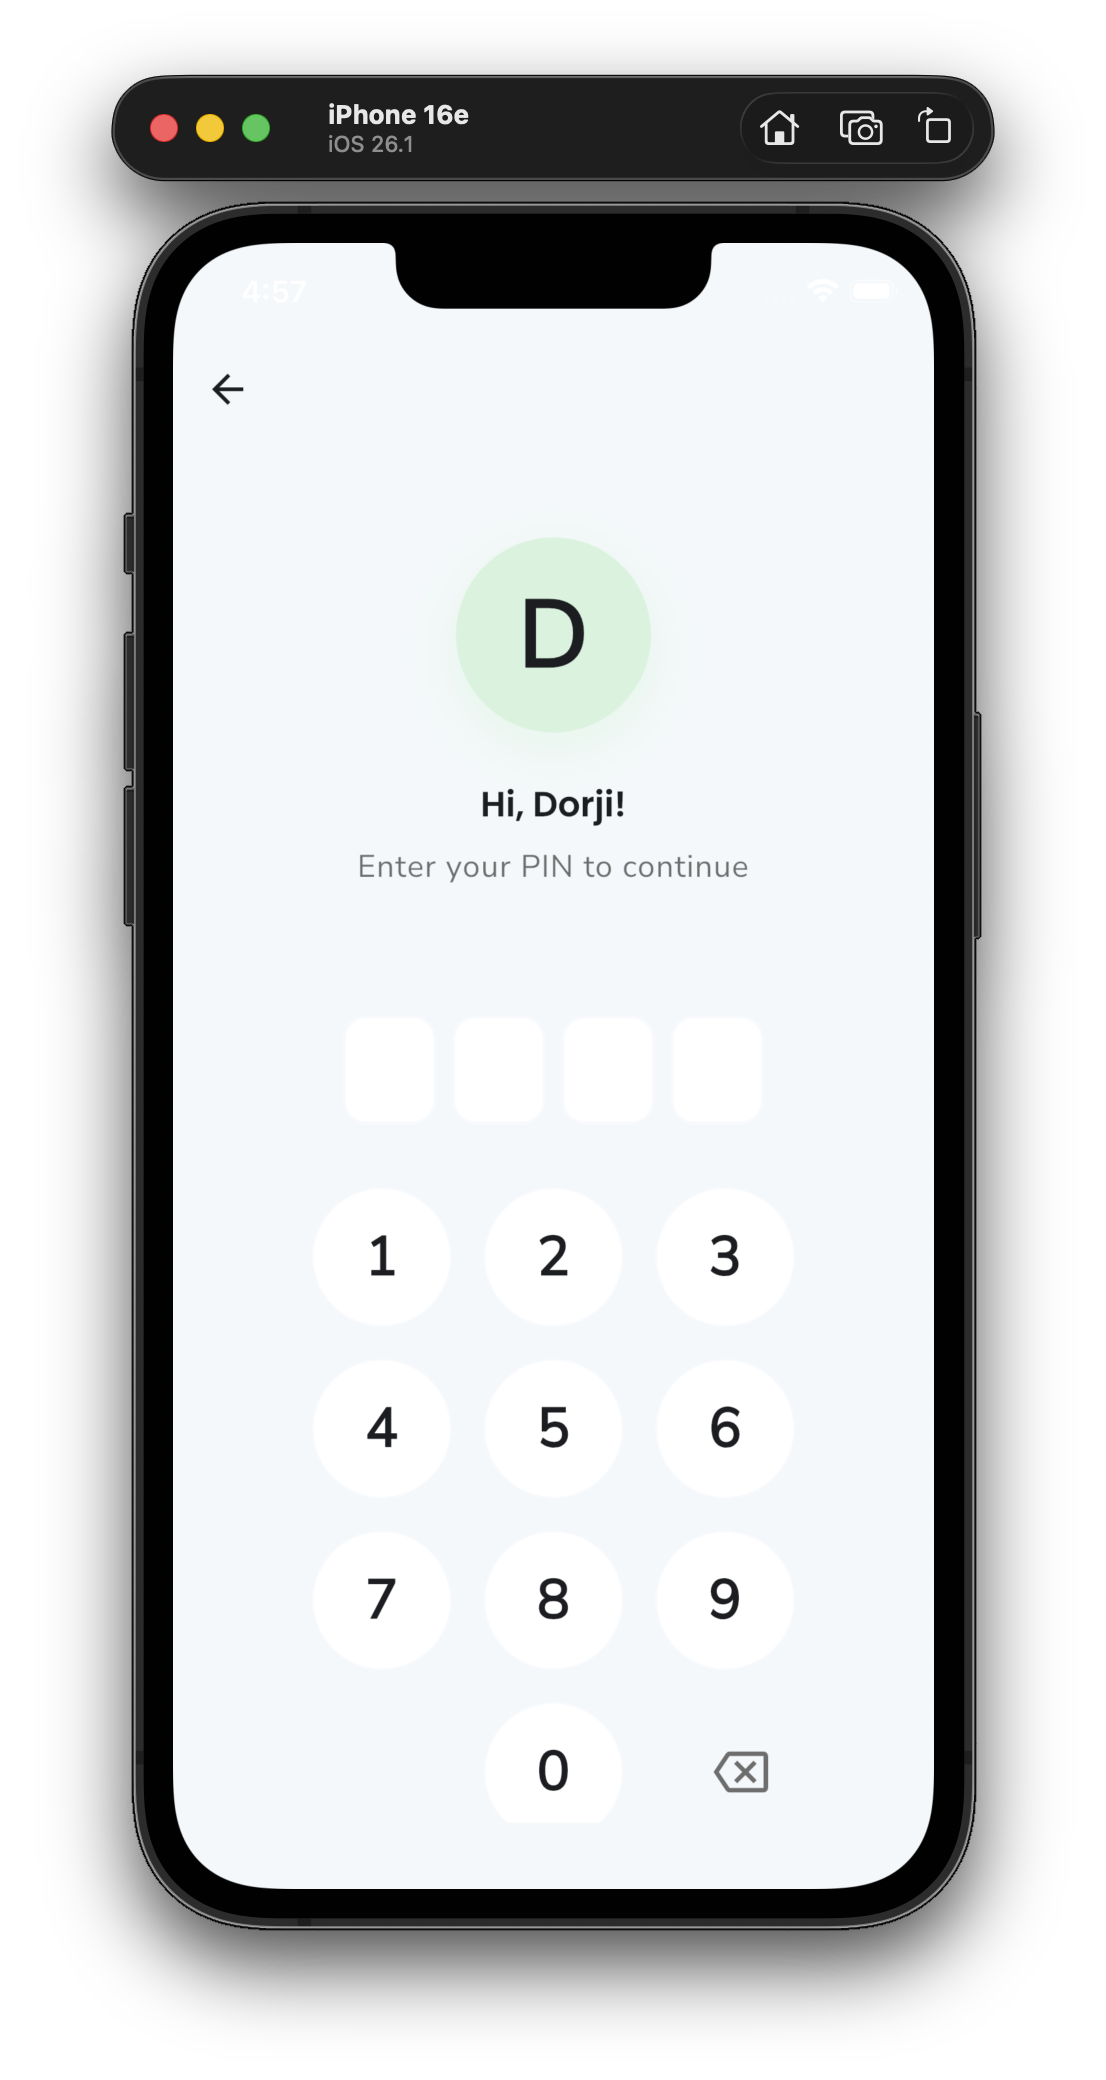 iPhone 16e
iOS 26.1
4:57
D
Hi, Dorji!
Enter your PIN to continue
1 2 3
4 5 6
7 8 9
0